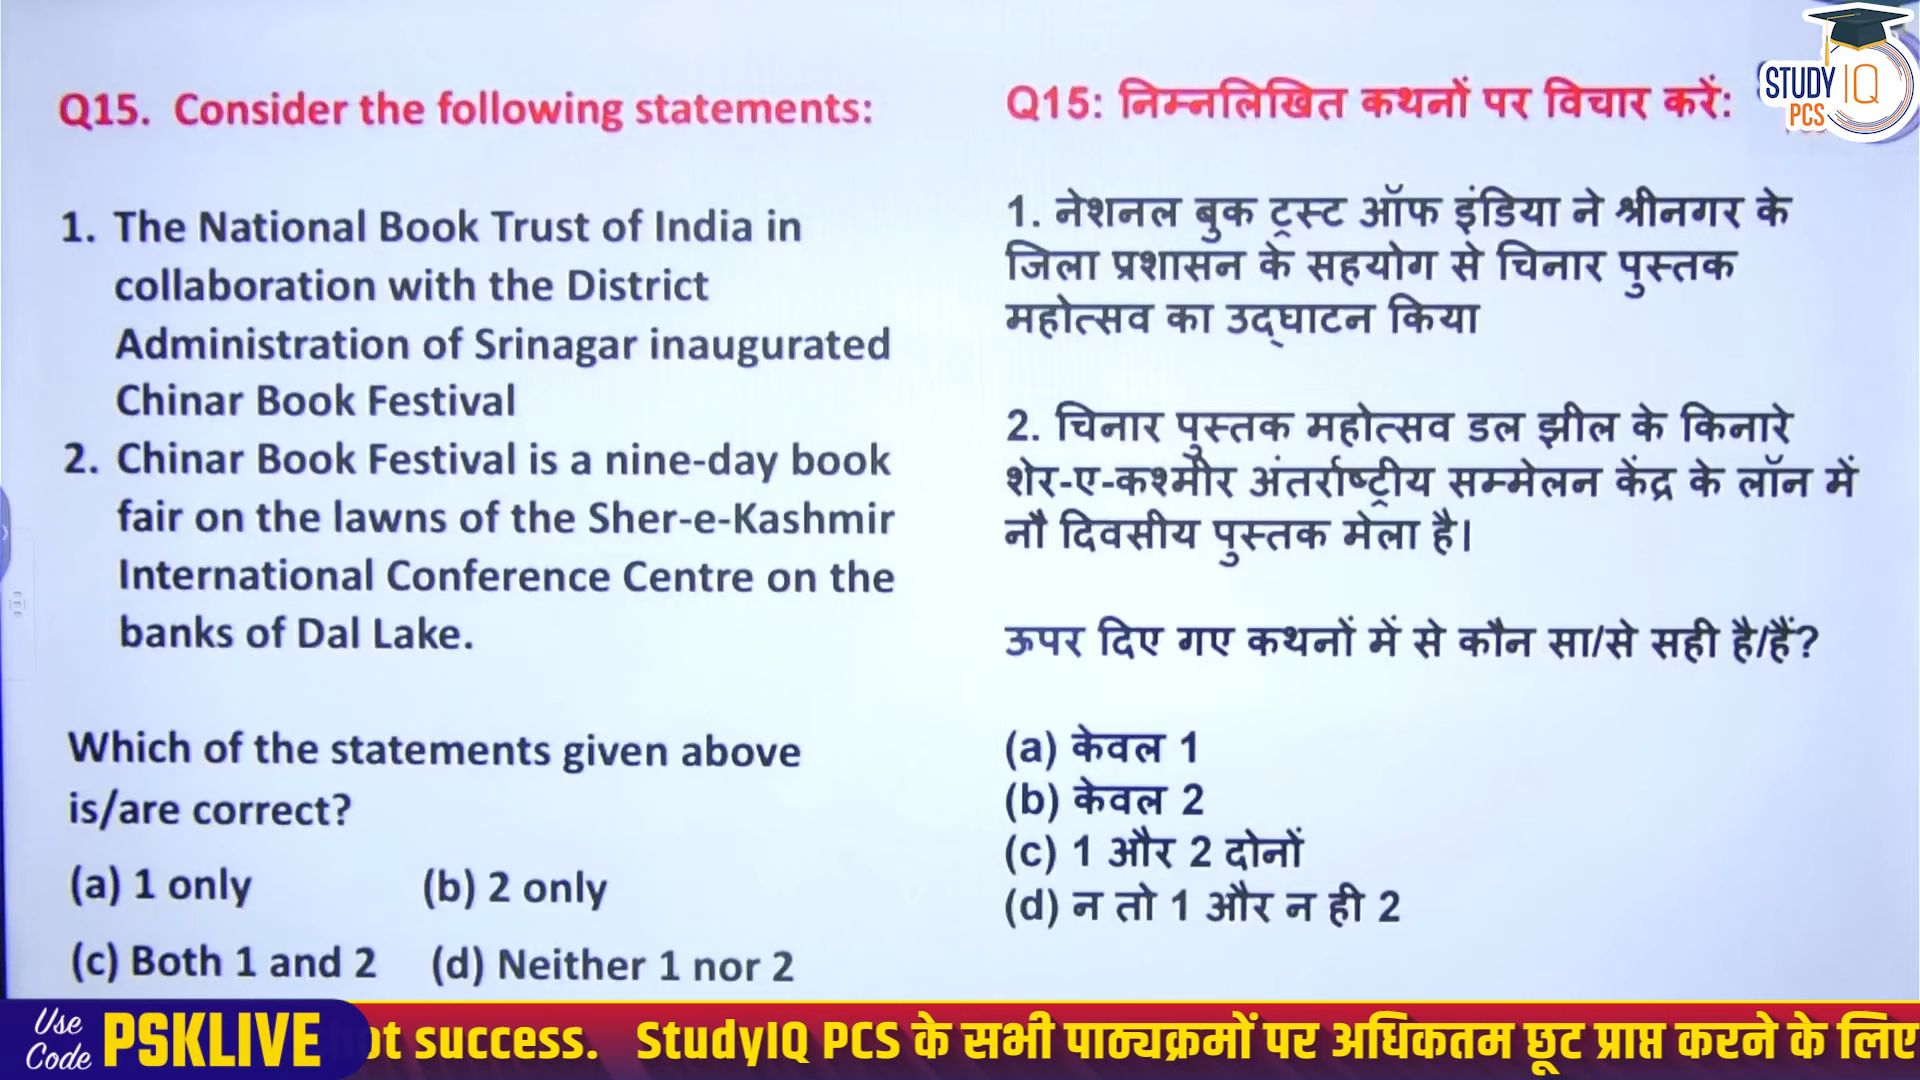 Q15. Consider the following statements:
1. The National Book Trust of India in
collaboration with the District
Administration of Srinagar inaugurated
Chinar Book Festival
2. Chinar Book Festival is a nine-day book
fair on the lawns of the Sher-e-Kashmir
International Conference Centre on the
banks of Dal Lake.
Which of the statements given above
is/are correct?
(a) 1 only (b) 2 only
(c) Both 1 and 2 (d) Neither 1 nor 2
Q15: निम्नलिखित कथनों पर विचार करें:
1. नेशनल बुक ट्रस्ट ऑफ इंडिया ने श्रीनगर के
जिला प्रशासन के सहयोग से चिनार पुस्तक
महोत्सव का उद्घाटन किया
2. चिनार पुस्तक महोत्सव डल झील के किनारे
शेर-ए-कश्मीर अंतर्राष्ट्रीय सम्मेलन केंद्र के लॉन में
नौ दिवसीय पुस्तक मेला है।
ऊपर दिए गए कथनों में से कौन सा/से सही है/हैं?
(a) केवल 1
(b) केवल 2
(c) 1 और 2 दोनों
(d) न तो 1 और न ही 2
STUDY IQ
PCS
Use
Code PSKLIVE
success. StudyIQ PCS के सभी पाठ्यक्रमों पर अधिकतम छूट प्राप्त करने के लिए